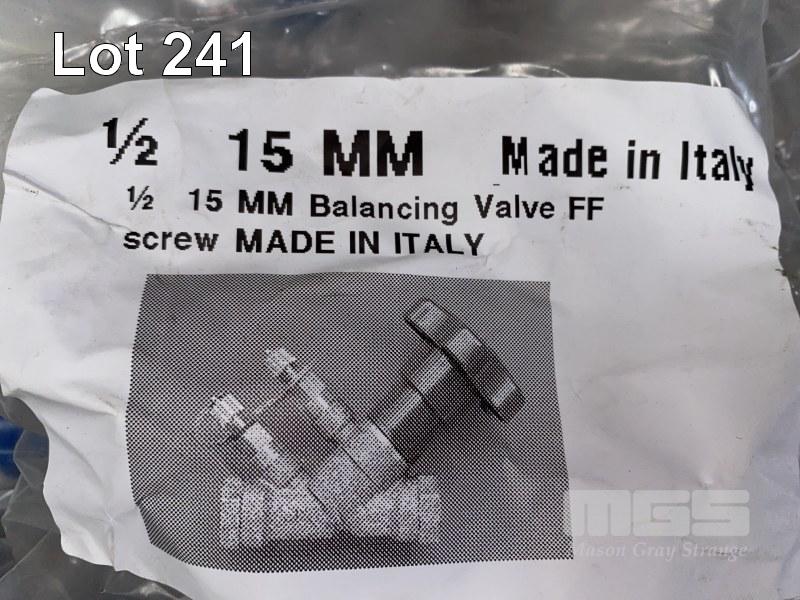 Lot 241
½ 15 MM Made in Italy
½ 15 MM Balancing Valve FF
screw MADE IN ITALY
MGS
Mason Gray Strange